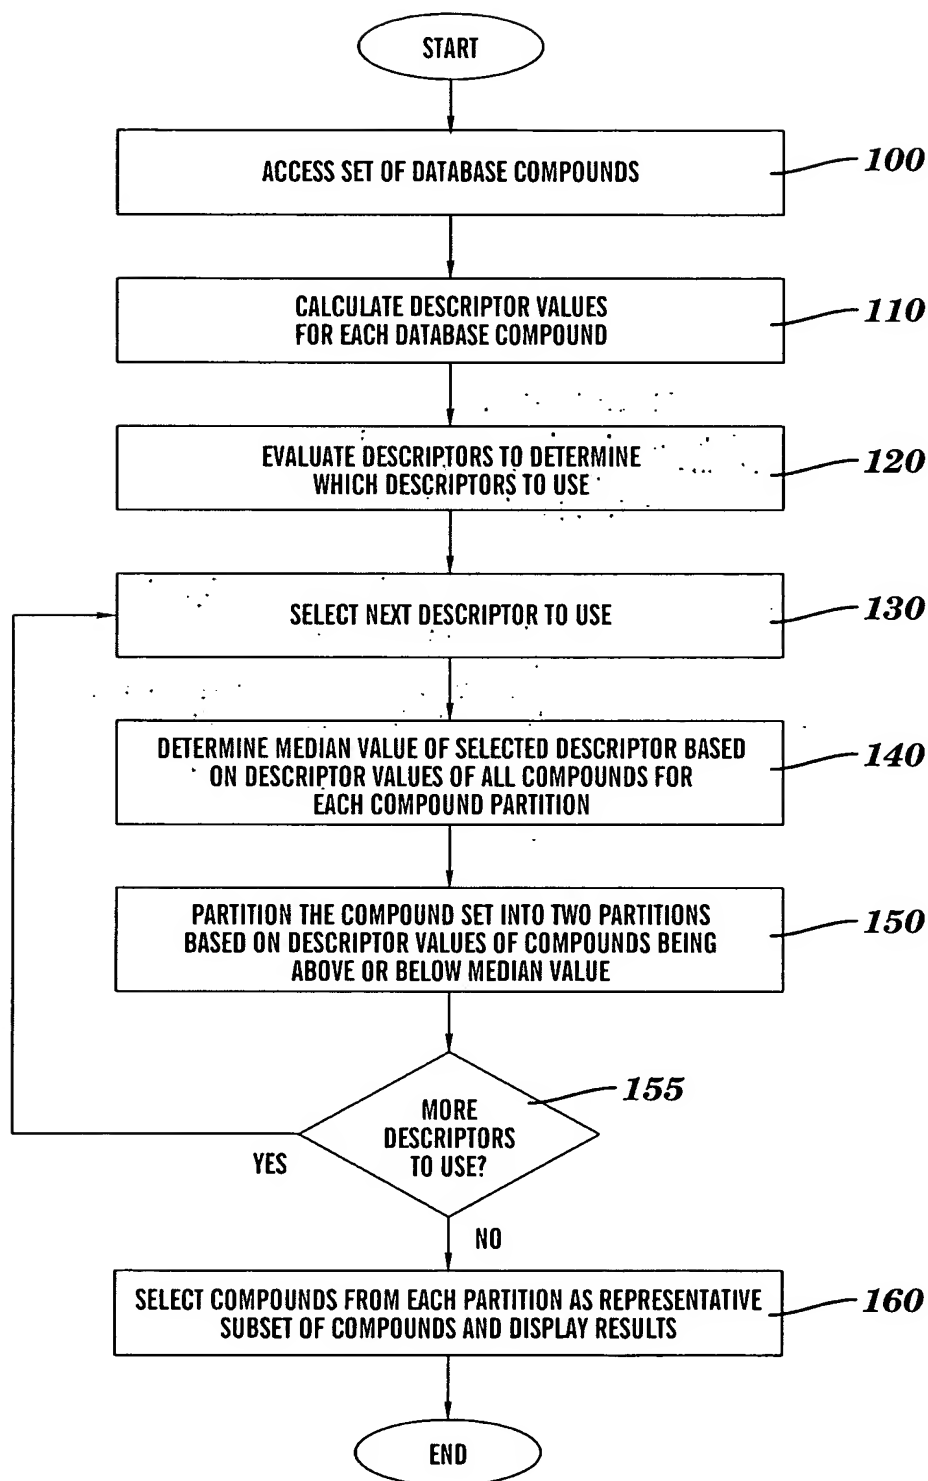 START
ACCESS SET OF DATABASE COMPOUNDS
100
CALCULATE DESCRIPTOR VALUES
FOR EACH DATABASE COMPOUND
110
EVALUATE DESCRIPTORS TO DETERMINE
WHICH DESCRIPTORS TO USE
120
SELECT NEXT DESCRIPTOR TO USE
130
DETERMINE MEDIAN VALUE OF SELECTED DESCRIPTOR BASED
ON DESCRIPTOR VALUES OF ALL COMPOUNDS FOR
EACH COMPOUND PARTITION
140
PARTITION THE COMPOUND SET INTO TWO PARTITIONS
BASED ON DESCRIPTOR VALUES OF COMPOUNDS BEING
ABOVE OR BELOW MEDIAN VALUE
150
MORE
DESCRIPTORS
TO USE?
155
YES
NO
SELECT COMPOUNDS FROM EACH PARTITION AS REPRESENTATIVE
SUBSET OF COMPOUNDS AND DISPLAY RESULTS
160
END